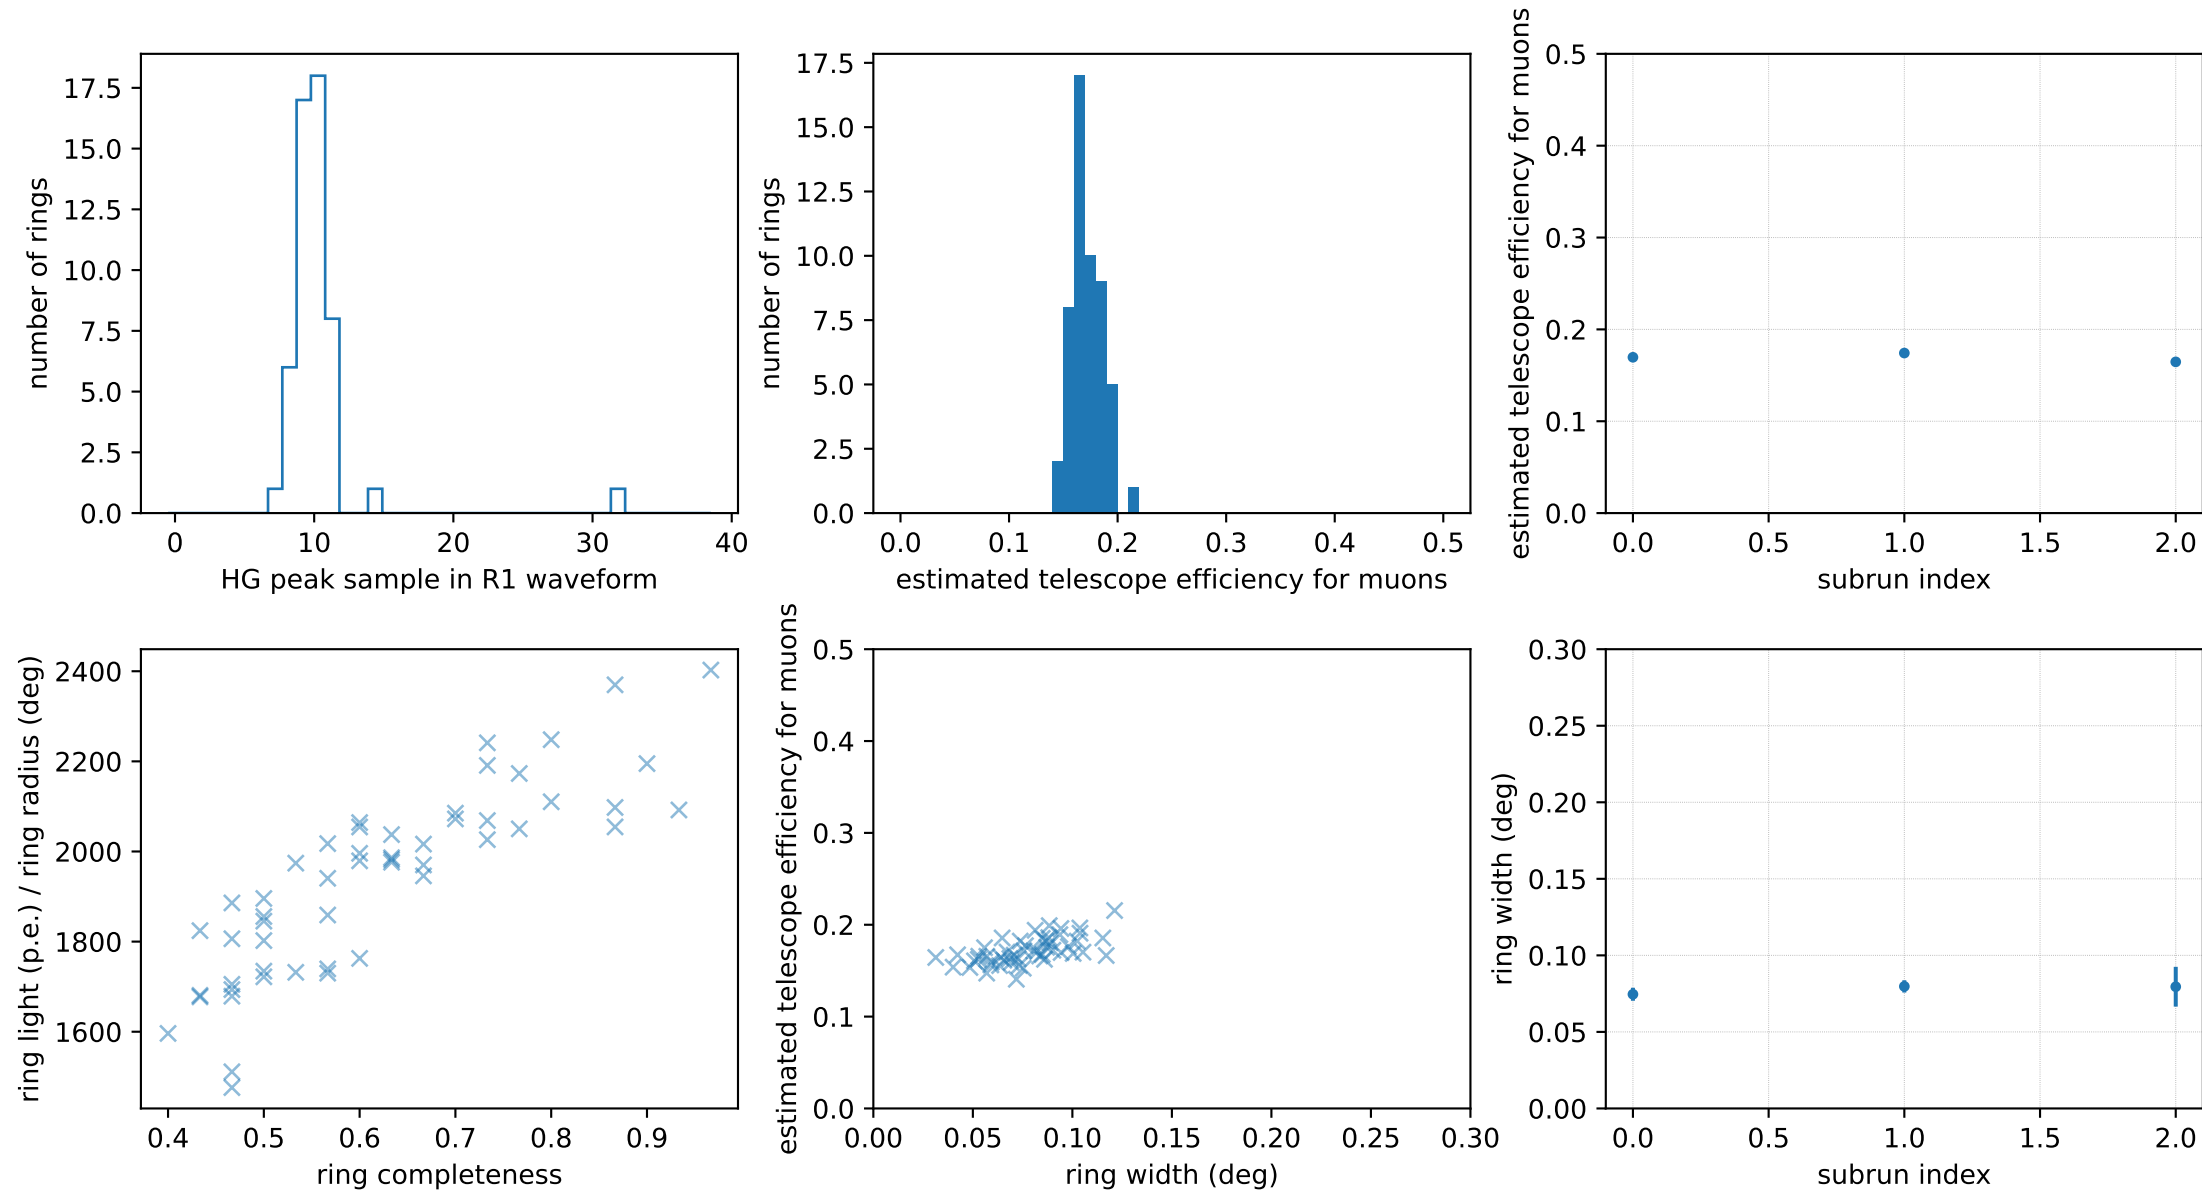 number of rings
17.5
15.0
12.5
10.0
7.5
5.0
2.5
0.0
0 10 20 30 40
HG peak sample in R1 waveform
number of rings
17.5
15.0
12.5
10.0
7.5
5.0
2.5
0.0
0.0 0.1 0.2 0.3 0.4 0.5
estimated telescope efficiency for muons
estimated telescope efficiency for muons
0.5
0.4
0.3
0.2
0.1
0.0
0.0 0.5 1.0 1.5 2.0
subrun index
ring light (p.e.) / ring radius (deg)
2400
2200
2000
1800
1600
0.4 0.5 0.6 0.7 0.8 0.9
ring completeness
estimated telescope efficiency for muons
0.5
0.4
0.3
0.2
0.1
0.0
0.00 0.05 0.10 0.15 0.20 0.25 0.30
ring width (deg)
ring width (deg)
0.30
0.25
0.20
0.15
0.10
0.05
0.00
0.0 0.5 1.0 1.5 2.0
subrun index